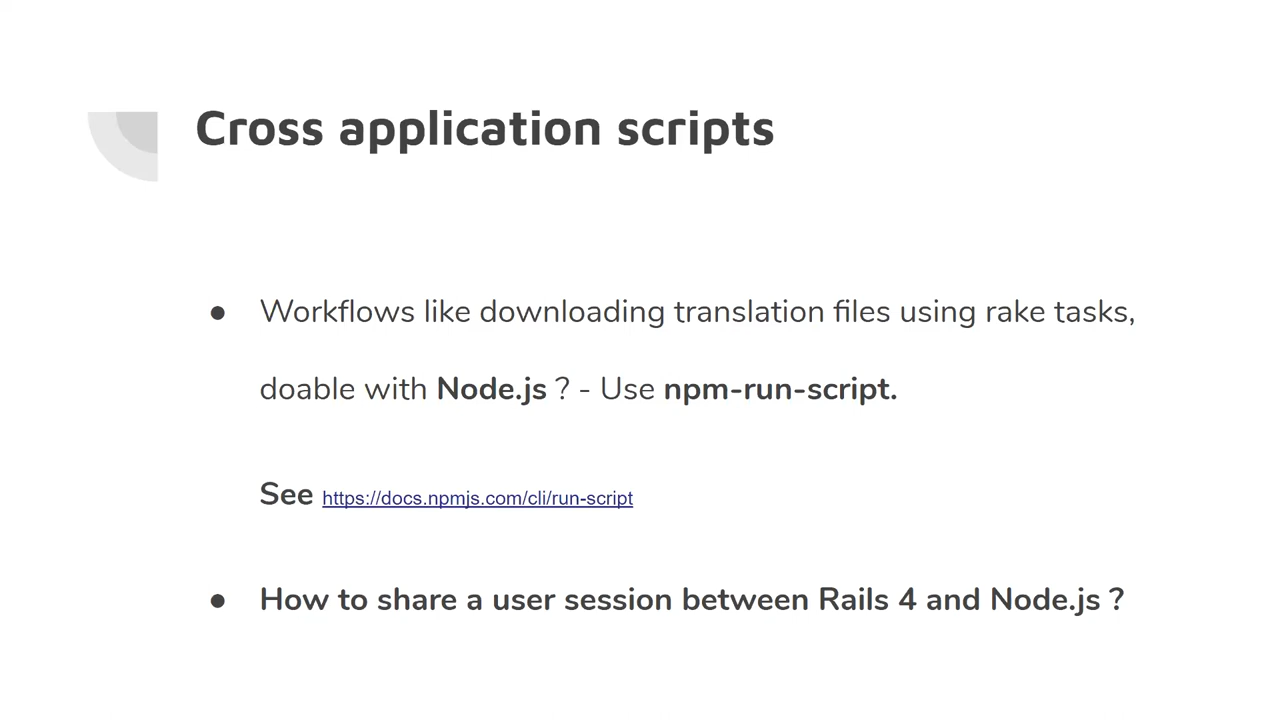 Cross application scripts
● Workflows like downloading translation files using rake tasks,
doable with Node.js ? - Use npm-run-script.
See https://docs.npmjs.com/cli/run-script
● How to share a user session between Rails 4 and Node.js ?